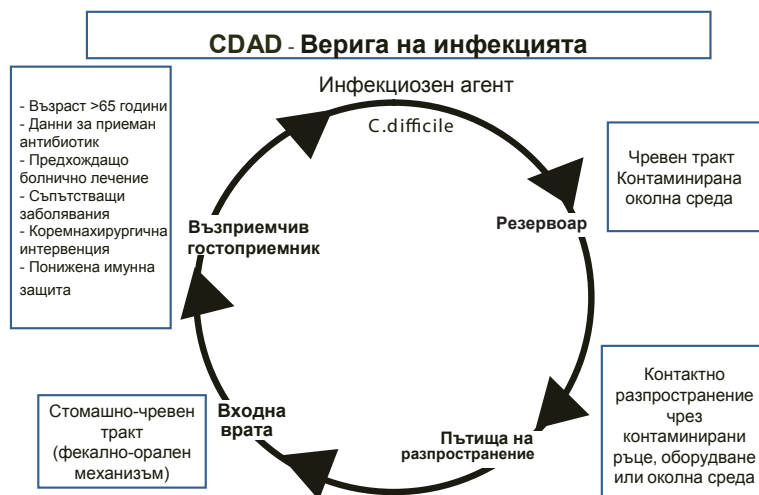 CDAD - Верига на инфекцията
Инфекциозен агент
C.difficile
- Възраст >65 години
- Данни за приеман
антибиотик
- Предхождащо
болнично лечение
- Съпътстващи
заболявания
- Коремнахирургична
интервенция
- Понижена имунна
защита
Чревен тракт
Контаминирана
околна среда
Резервоар
Възприемчив
гостоприемник
Контактно
разпространение
чрез
контаминирани
ръце, оборудване
или околна среда
Пътища на
разпространение
Входна
врата
Стомашно-чревен
тракт
(фекално-орален
механизъм)